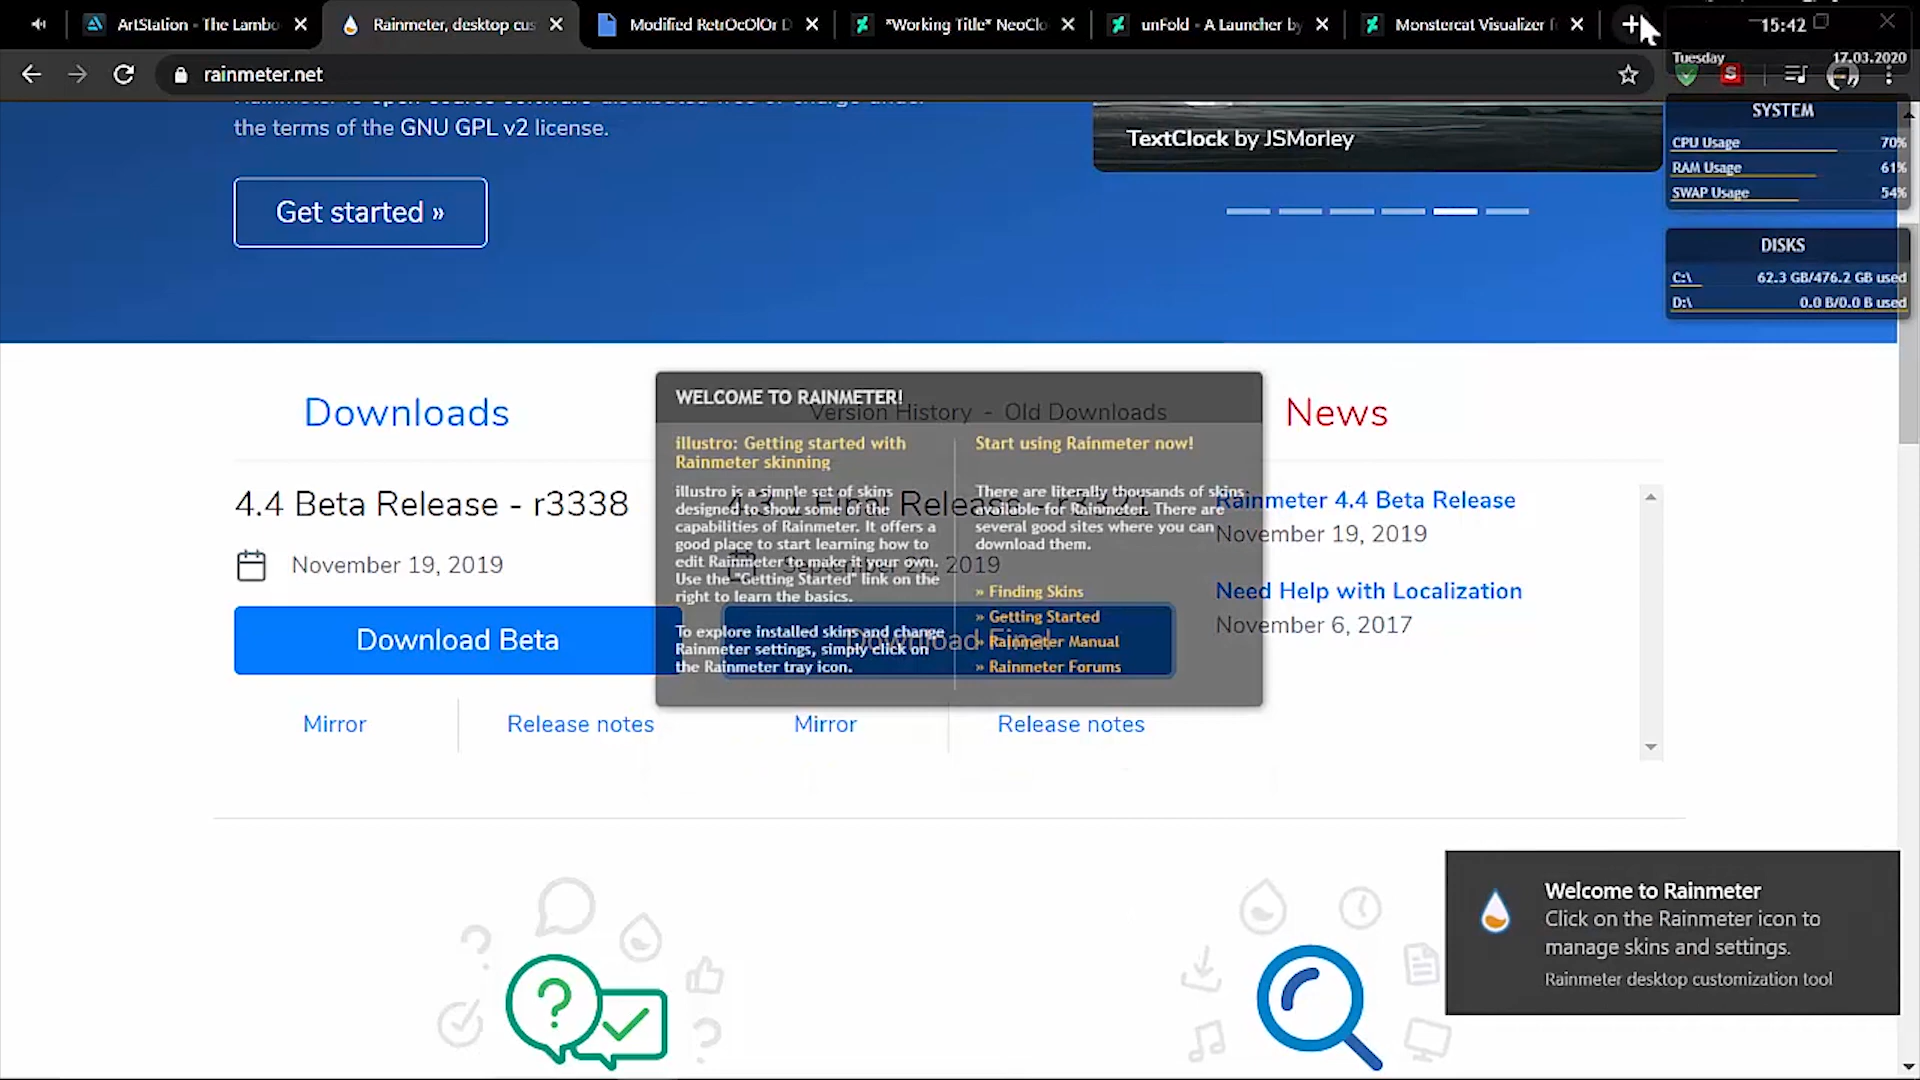 ArtStation - The Lambo
Rainmeter, desktop cus
Modified RetrOcOlOr D
*Working Title* NeoClo
unFold - A Launcher by
Monstercat Visualizer f
15:42
rainmeter.net
Tuesday
17.03.2020
the terms of the GNU GPL v2 license.
Get started »
TextClock by JSMorley
SYSTEM
CPU Usage 70%
RAM Usage 61%
SWAP Usage 54%
DISKS
C:\ 62.3 GB/476.2 GB used
D:\ 0.0 B/0.0 B used
Downloads
Version History - Old Downloads
News
4.4 Beta Release - r3338
November 19, 2019
Download Beta
Mirror
Release notes
September 22, 2019
Download Final
Mirror
Release notes
WELCOME TO RAINMETER!
illustro: Getting started with
Rainmeter skinning
illustro is a simple set of skins
designed to show some of the
capabilities of Rainmeter. It offers a
good place to start learning how to
edit Rainmeter to make it your own.
Use the "Getting Started" link on the
right to learn the basics.
To explore installed skins and change
Rainmeter settings, simply click on
the Rainmeter tray icon.
Start using Rainmeter now!
There are literally thousands of skins
available for Rainmeter. There are
several good sites where you can
download them.
» Finding Skins
» Getting Started
» Rainmeter Manual
» Rainmeter Forums
Rainmeter 4.4 Beta Release
November 19, 2019
Need Help with Localization
November 6, 2017
Welcome to Rainmeter
Click on the Rainmeter icon to
manage skins and settings.
Rainmeter desktop customization tool